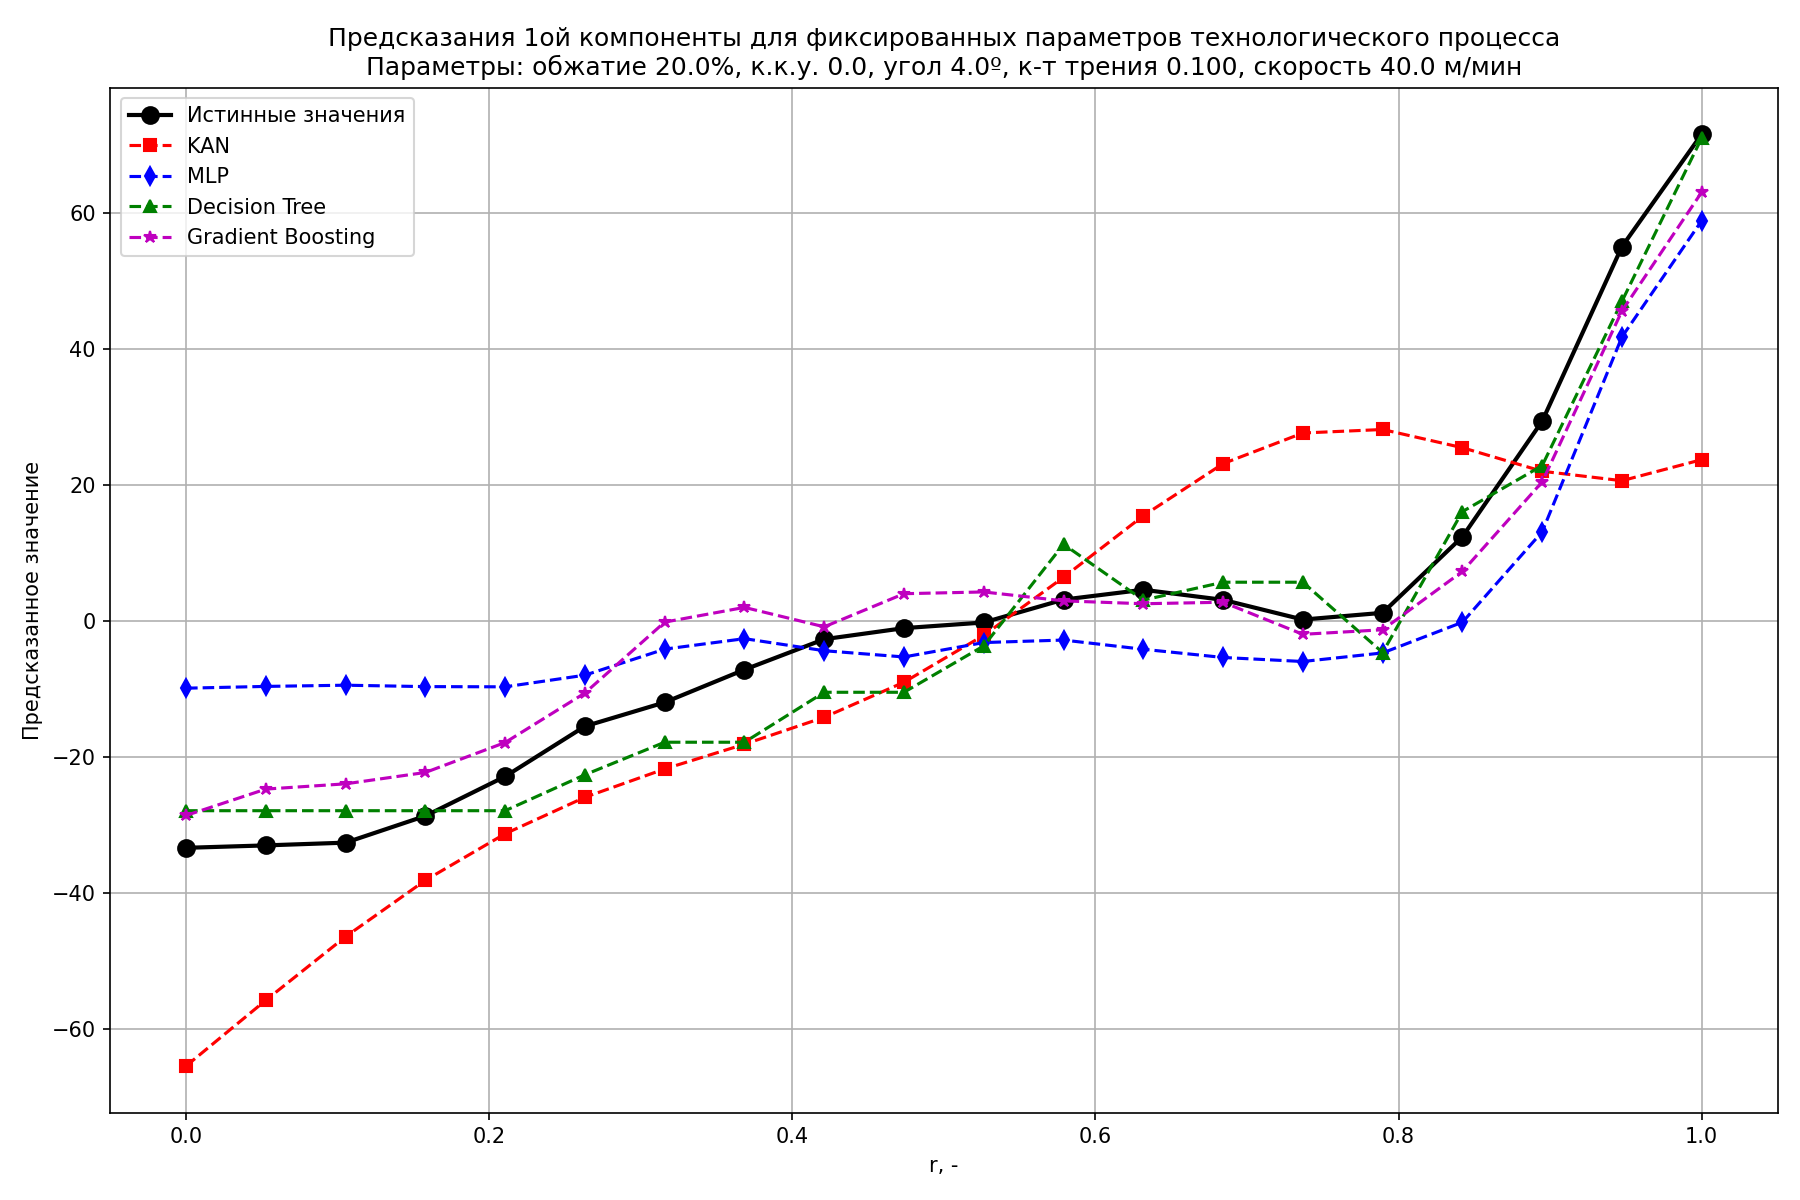 Предсказания 1ой компоненты для фиксированных параметров технологического процесса
Параметры: обжатие 20.0%, к.к.у. 0.0, угол 4.0º, к-т трения 0.100, скорость 40.0 м/мин
Истинные значения
KAN
MLP
Decision Tree
Gradient Boosting
Предсказанное значение
60
40
20
0
−20
−40
−60
0.0
0.2
0.4
0.6
0.8
1.0
r, -